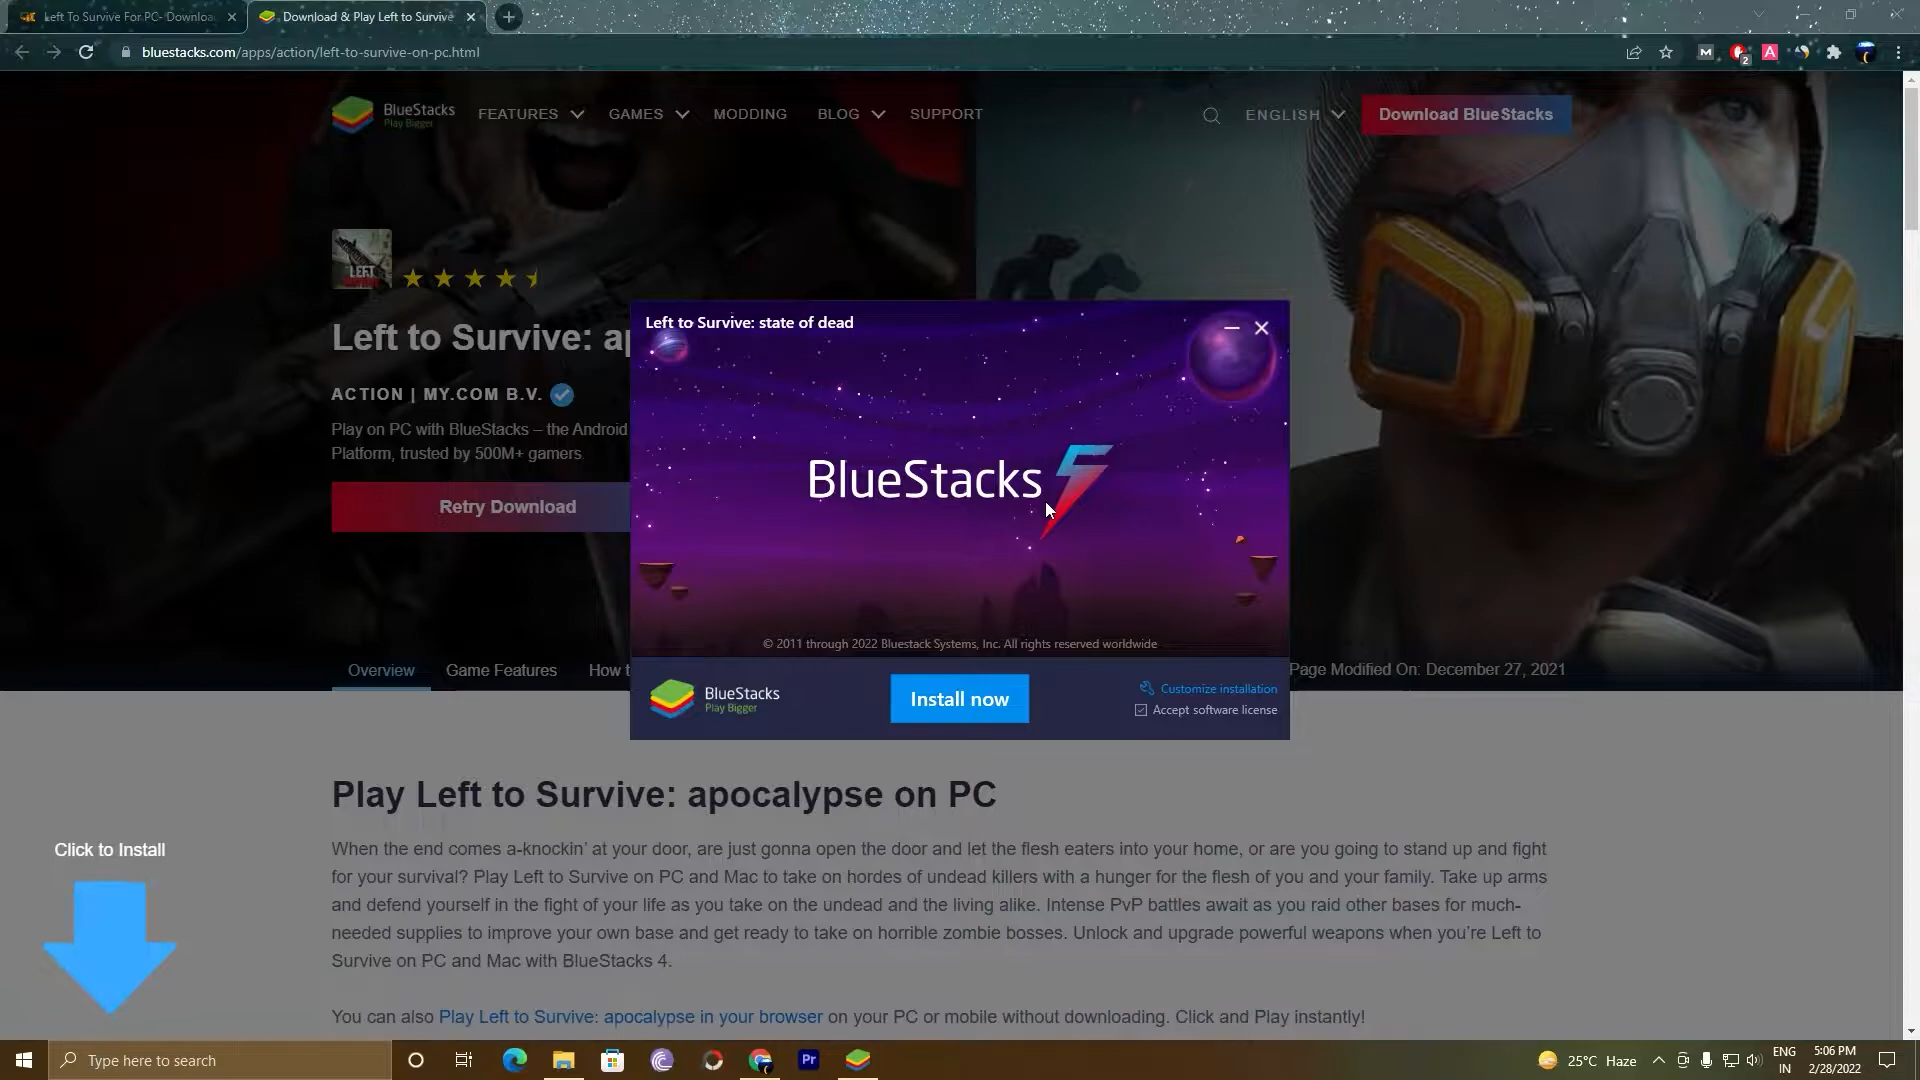 Left To Survive For PC- Downloa
Download & Play Left to Survive
bluestacks.com/apps/action/left-to-survive-on-pc.html
BlueStacks
Play Bigger
FEATURES
GAMES
MODDING
BLOG
SUPPORT
ENGLISH
Download BlueStacks
LEFT
Left to Survive: ap
ACTION | MY.COM B.V.
Play on PC with BlueStacks – the Android
Platform, trusted by 500M+ gamers.
Retry Download
Left to Survive: state of dead
BlueStacks 5
© 2011 through 2022 Bluestack Systems, Inc. All rights reserved worldwide
BlueStacks
Play Bigger
Install now
Customize installation
Accept software license
Overview
Game Features
How t
Page Modified On: December 27, 2021
Play Left to Survive: apocalypse on PC
When the end comes a-knockin’ at your door, are just gonna open the door and let the flesh eaters into your home, or are you going to stand up and fight
for your survival? Play Left to Survive on PC and Mac to take on hordes of undead killers with a hunger for the flesh of you and your family. Take up arms
and defend yourself in the fight of your life as you take on the undead and the living alike. Intense PvP battles await as you raid other bases for much-
needed supplies to improve your own base and get ready to take on horrible zombie bosses. Unlock and upgrade powerful weapons when you’re Left to
Survive on PC and Mac with BlueStacks 4.
You can also Play Left to Survive: apocalypse in your browser on your PC or mobile without downloading. Click and Play instantly!
Click to Install
Type here to search
Pr
25°C Haze
ENG
IN
5:06 PM
2/28/2022
M
2
A